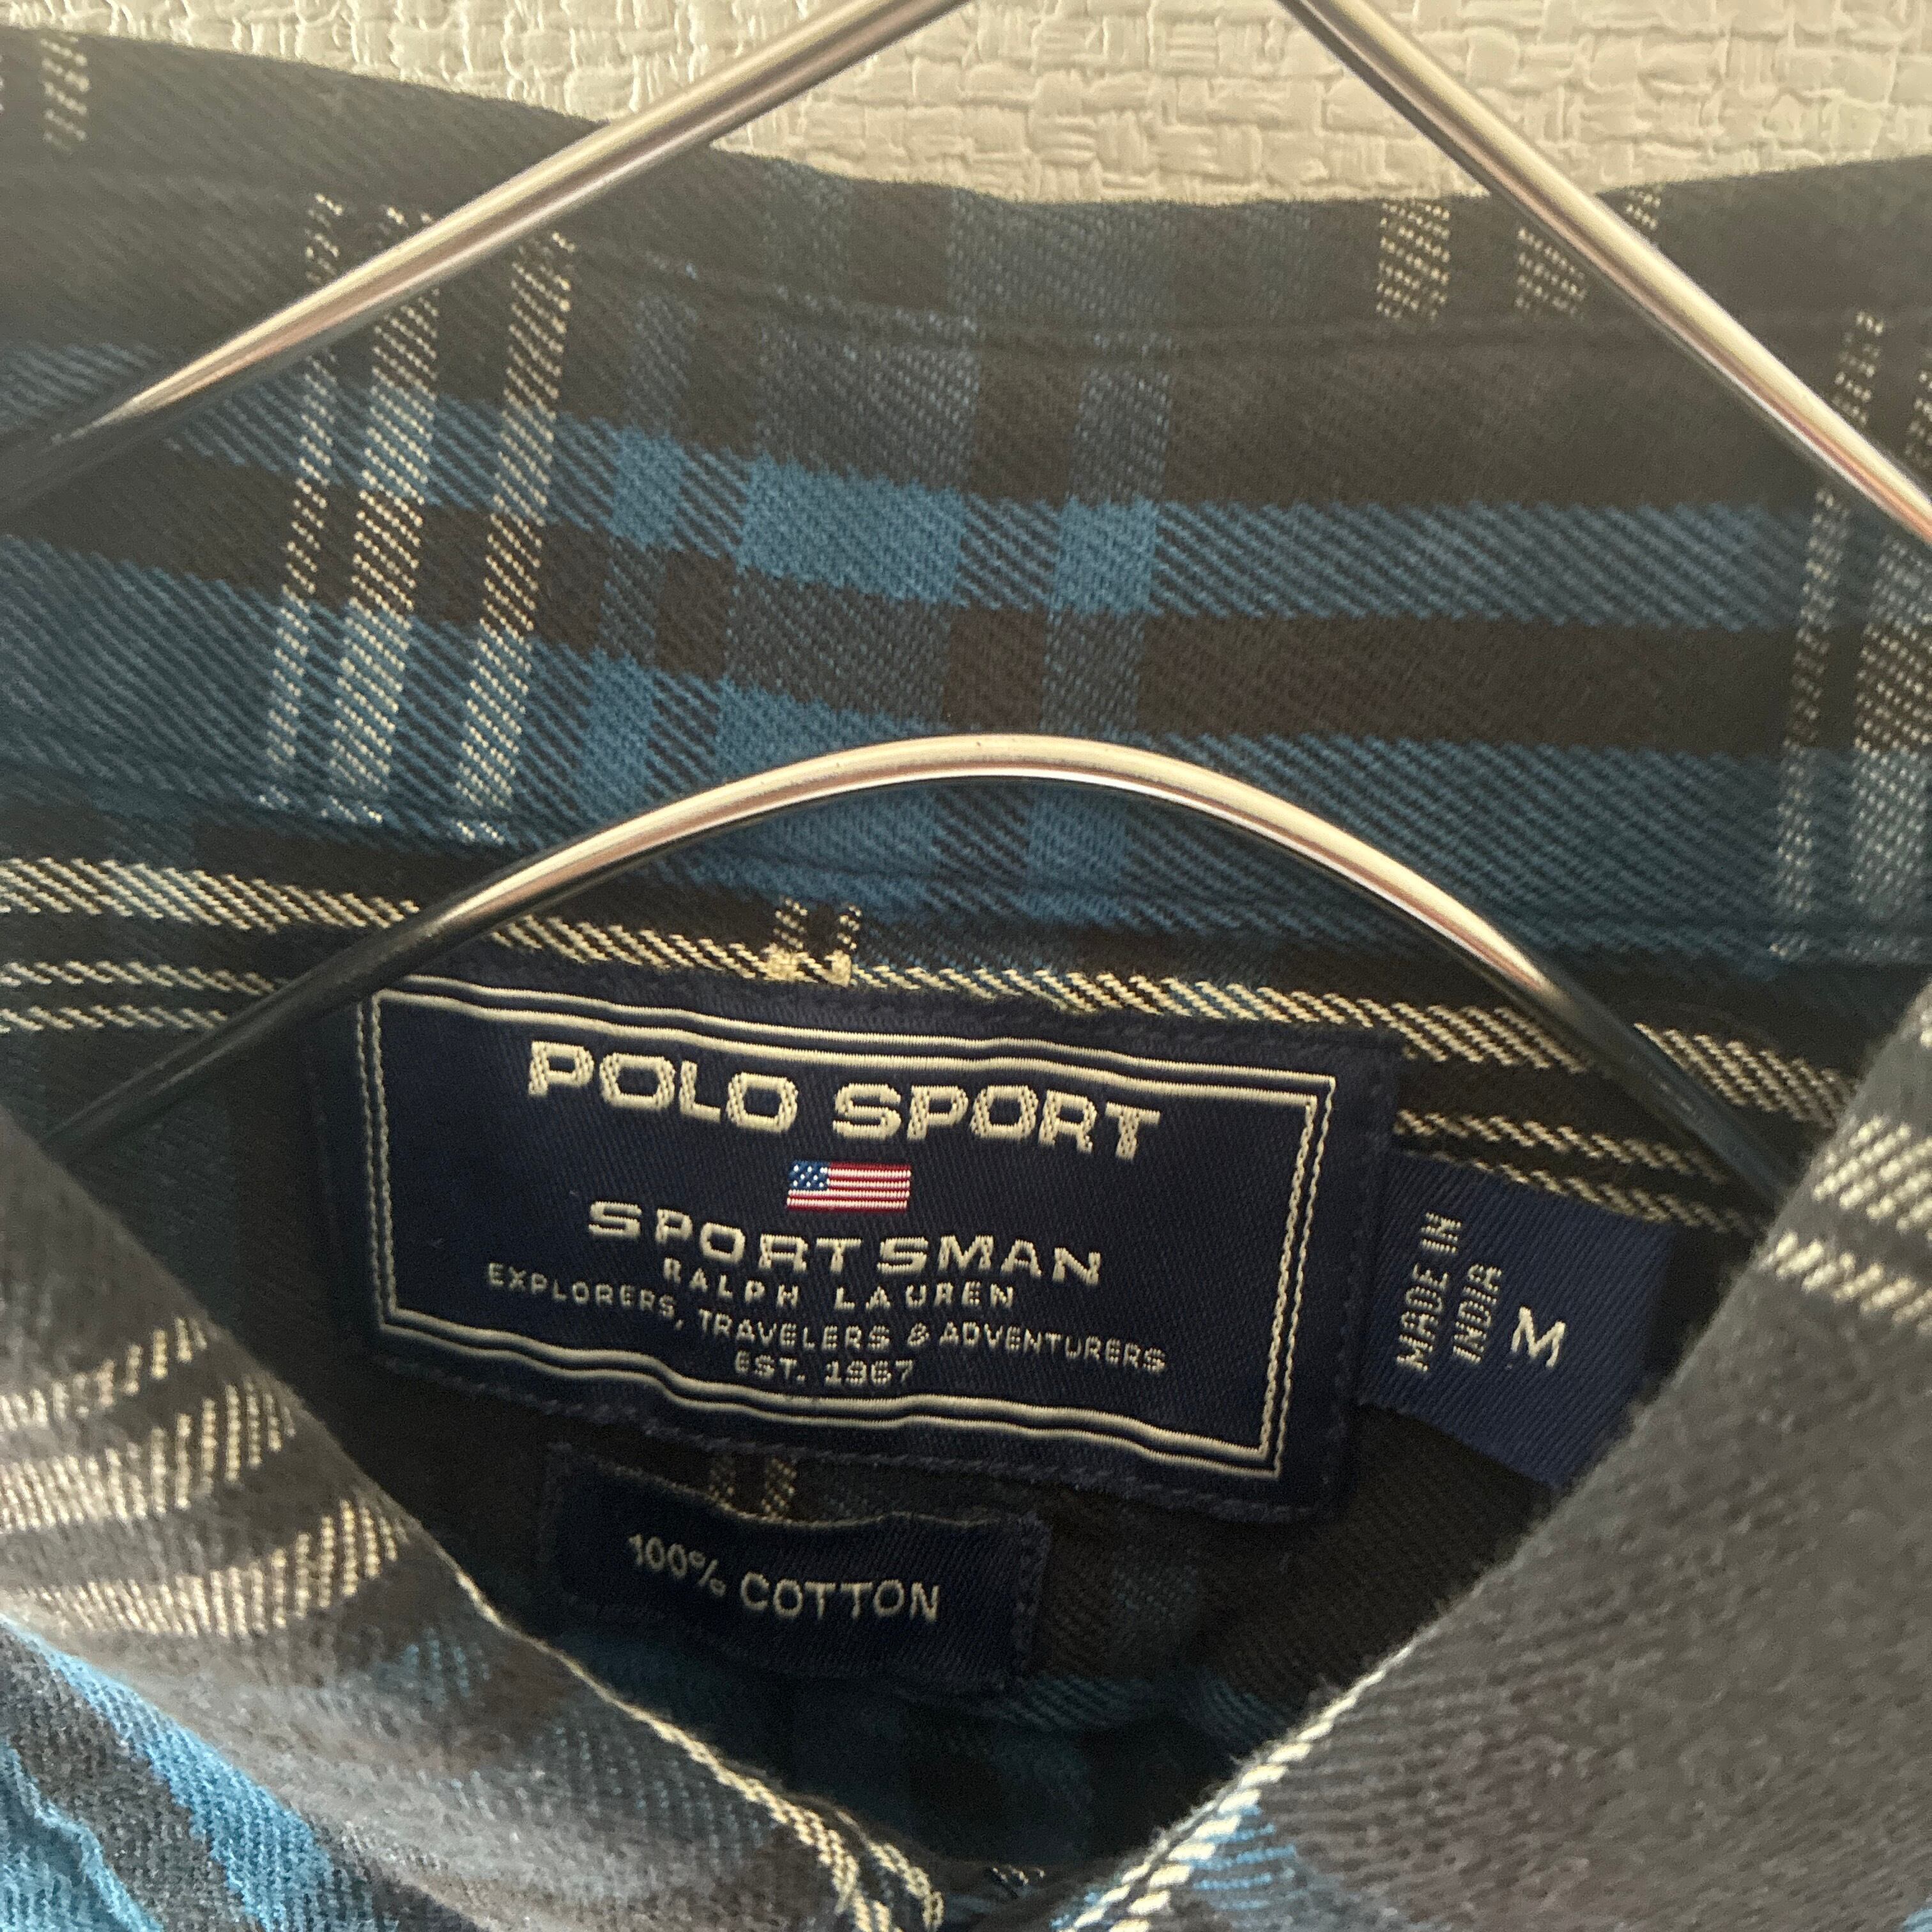 POLO SPORT
SPORTSMAN
RALPH LAUREN
EXPLORERS, TRAVELERS & ADVENTURERS
EST. 1967
MADE IN
INDIA
M
100% COTTON